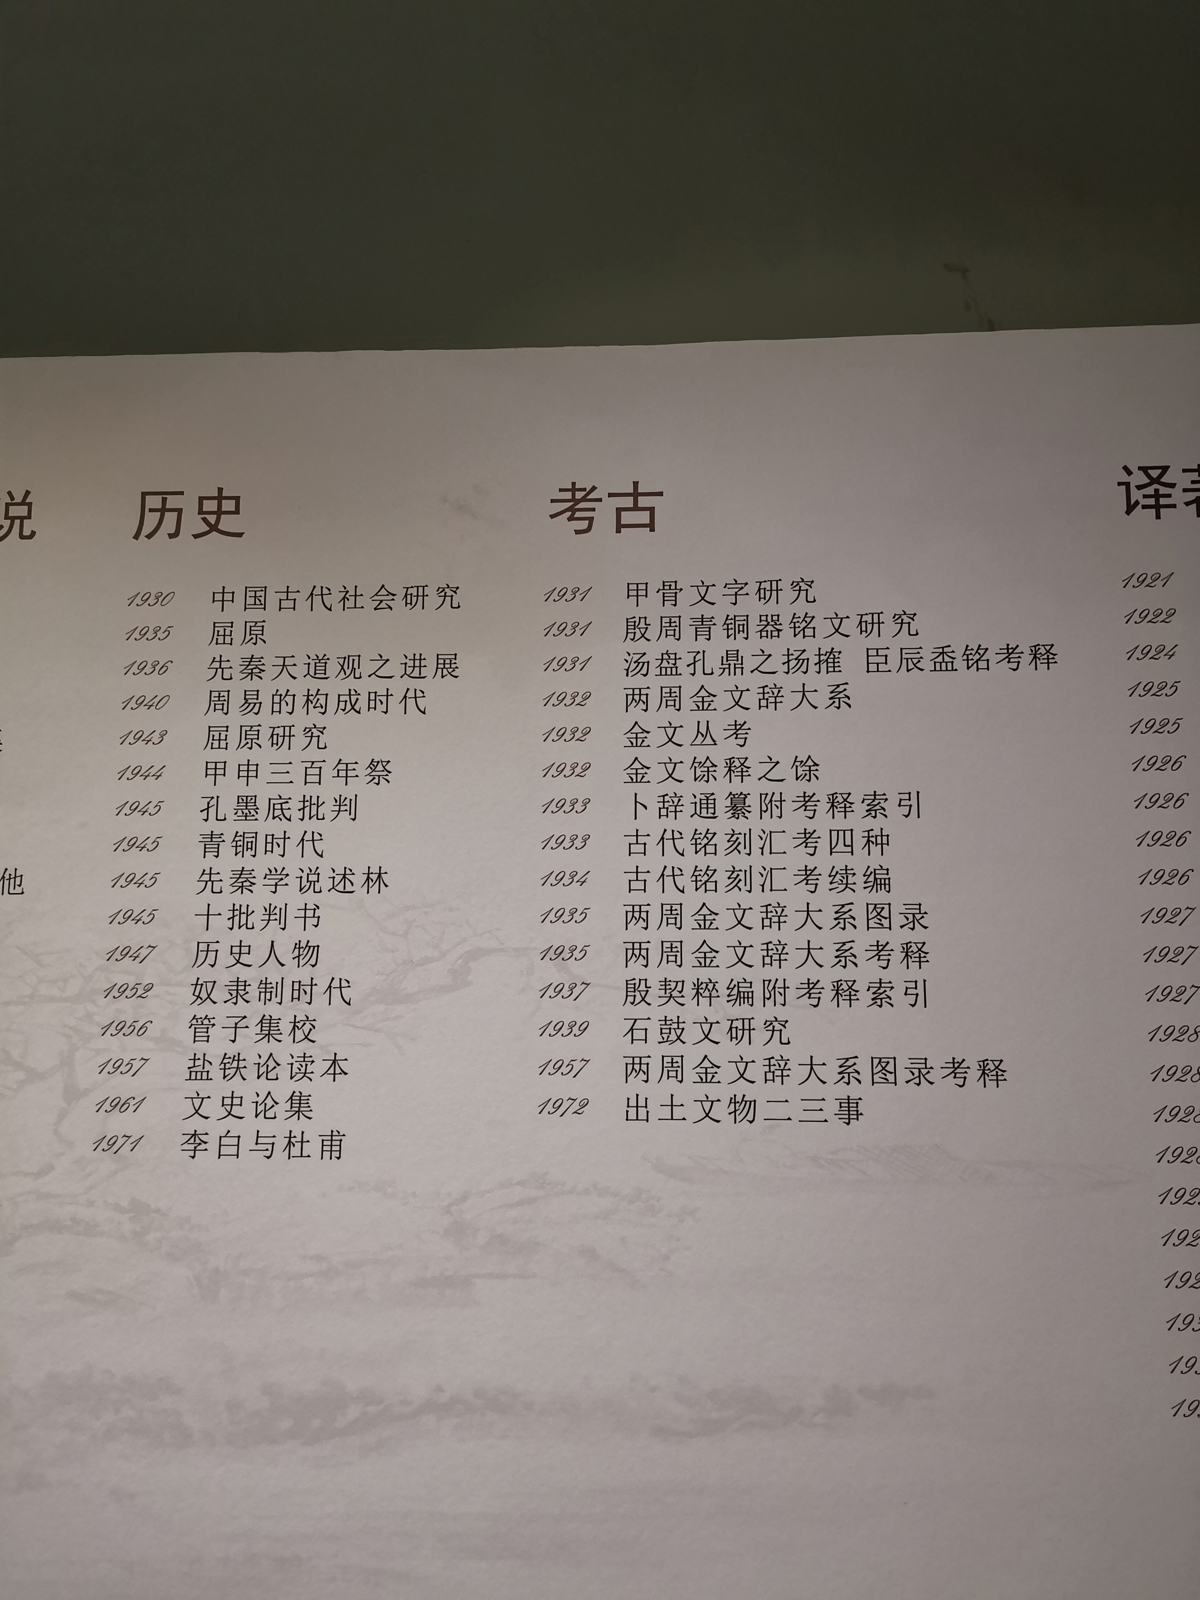 说
他
历史
1930 中国古代社会研究
1935 屈原
1936 先秦天道观之进展
1940 周易的构成时代
1943 屈原研究
1944 甲申三百年祭
1945 孔墨底批判
1945 青铜时代
1945 先秦学说述林
1945 十批判书
1947 历史人物
1952 奴隶制时代
1956 管子集校
1957 盐铁论读本
1961 文史论集
1971 李白与杜甫
考古
1931 甲骨文字研究
1931 殷周青铜器铭文研究
1931 汤盘孔鼎之扬搉 臣辰盉铭考释
1932 两周金文辞大系
1932 金文丛考
1932 金文馀释之馀
1933 卜辞通纂附考释索引
1933 古代铭刻汇考四种
1934 古代铭刻汇考续编
1935 两周金文辞大系图录
1935 两周金文辞大系考释
1937 殷契粹编附考释索引
1939 石鼓文研究
1957 两周金文辞大系图录考释
1972 出土文物二三事
译著
1921
1922
1924
1925
1925
1926
1926
1926
1926
1927
1927
1927
1928
1928
1928
1928